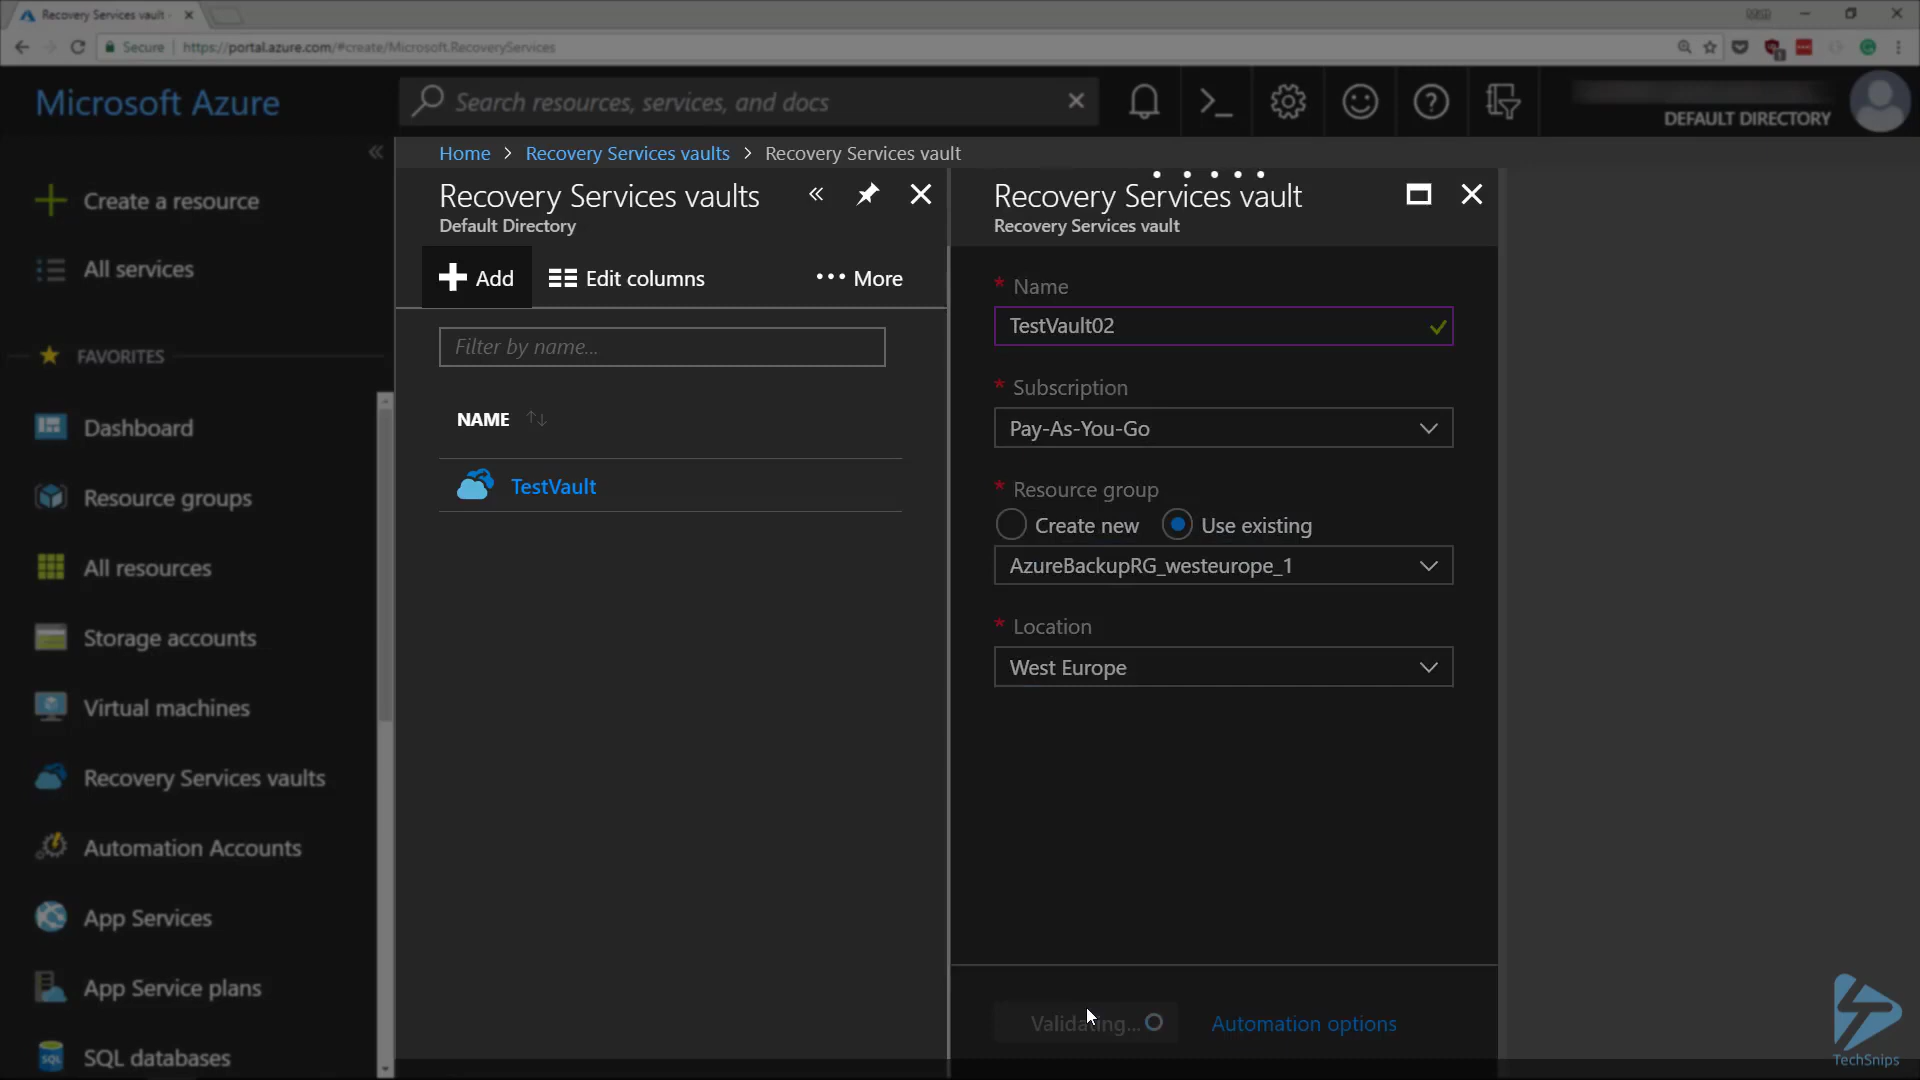 Recovery Services vault
Secure https://portal.azure.com/#create/Microsoft.RecoveryServices
Microsoft Azure
Search resources, services, and docs
DEFAULT DIRECTORY
Home > Recovery Services vaults > Recovery Services vault
Create a resource
All services
FAVORITES
Dashboard
Resource groups
All resources
Storage accounts
Virtual machines
Recovery Services vaults
Automation Accounts
App Services
App Service plans
SQL
SQL databases
Recovery Services vaults
Default Directory
Add
Edit columns
More
Filter by name...
NAME
TestVault
Recovery Services vault
Recovery Services vault
* Name
TestVault02
* Subscription
Pay-As-You-Go
* Resource group
Create new
Use existing
AzureBackupRG_westeurope_1
* Location
West Europe
Validating...
Automation options
TechSnips